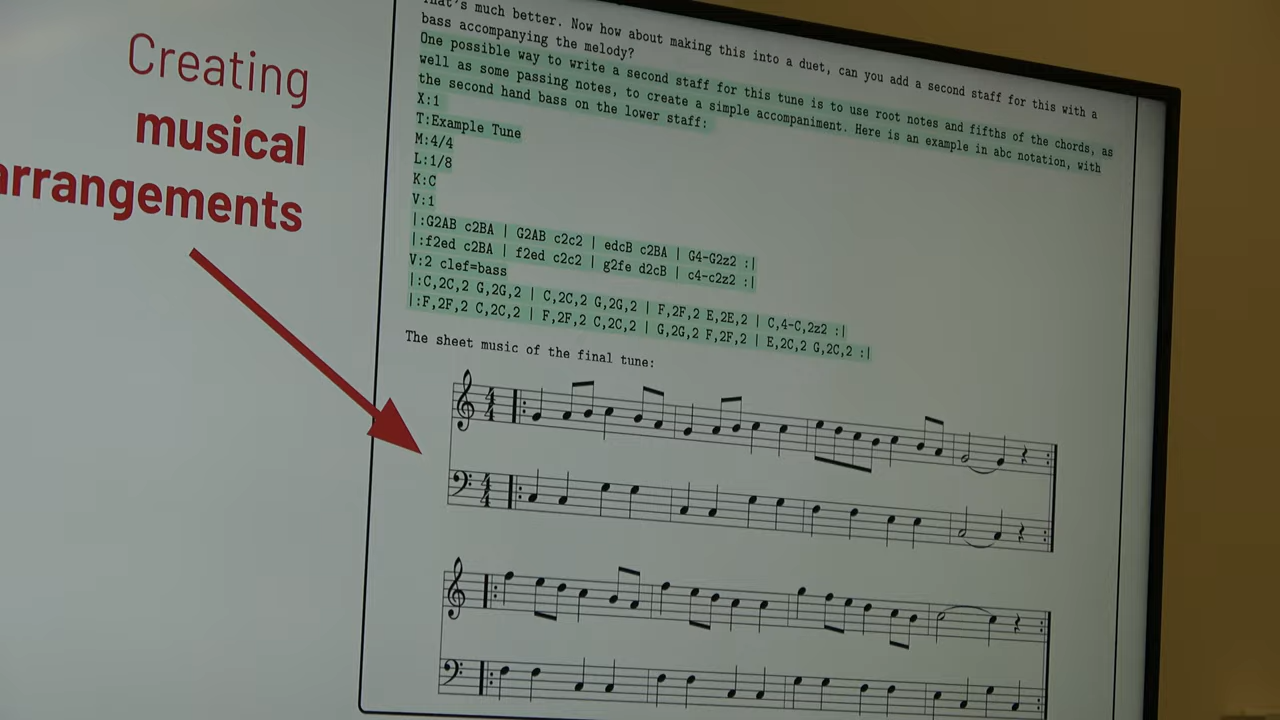 Creating
musical
arrangements
That's much better. Now how about making this into a duet, can you add a second staff for this with a
bass accompanying the melody?
One possible way to write a second staff for this tune is to use root notes and fifths of the chords, as
well as some passing notes, to create a simple accompaniment. Here is an example in abc notation, with
the second hand bass on the lower staff:
X:1
T:Example Tune
M:4/4
L:1/8
K:C
V:1
|:G2AB c2BA | G2AB c2c2 | edcB c2BA | G4-G2z2 :|
|:f2ed c2BA | f2ed c2c2 | g2fe d2cB | c4-c2z2 :|
V:2 clef=bass
|:C,2C,2 G,2G,2 | C,2C,2 G,2G,2 | F,2F,2 E,2E,2 | C,4-C,2z2 :|
|:F,2F,2 C,2C,2 | F,2F,2 C,2C,2 | G,2G,2 F,2F,2 | E,2C,2 G,2C,2 :|
The sheet music of the final tune: